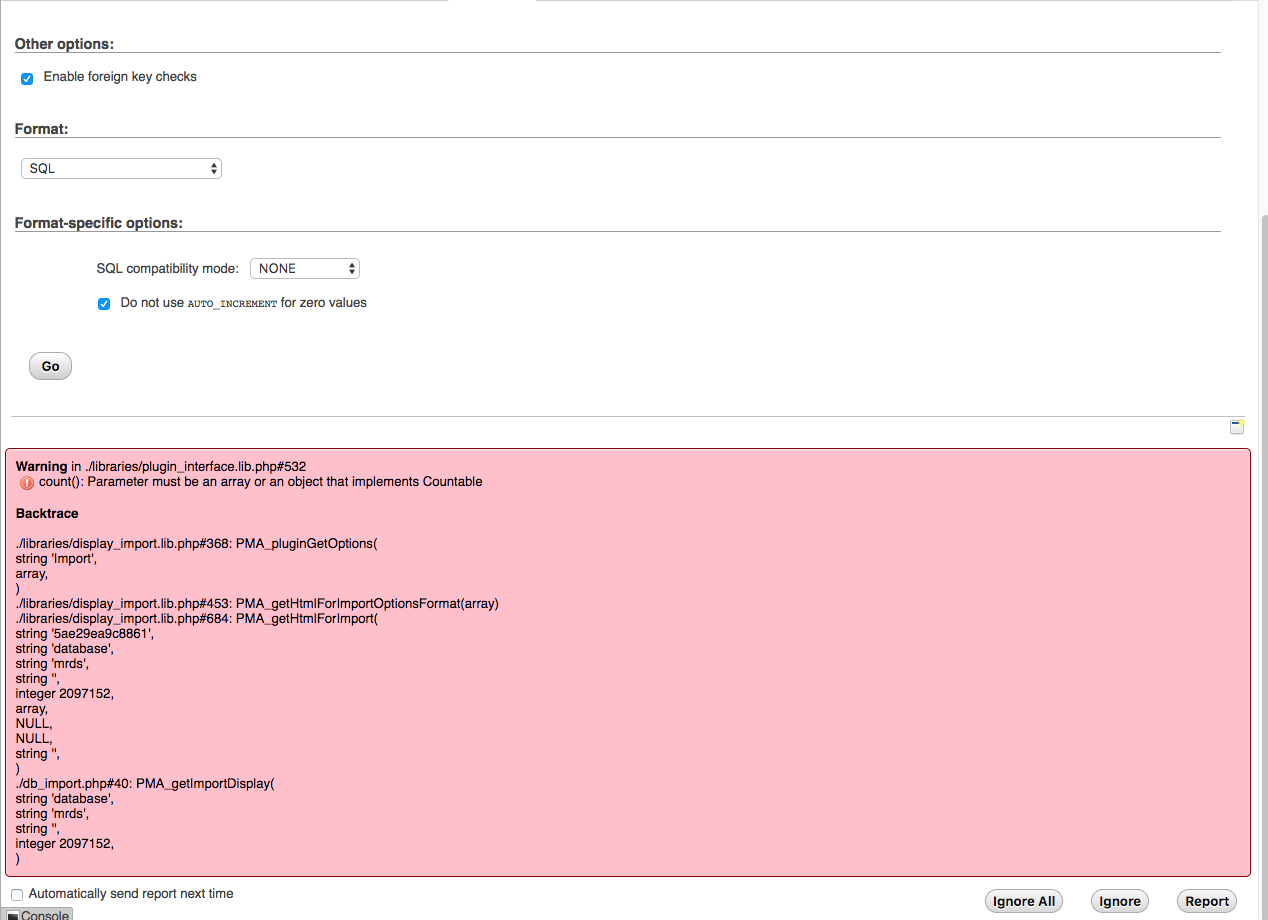 Other options:
Enable foreign key checks
Format:
SQL
Format-specific options:
SQL compatibility mode: NONE
Do not use AUTO_INCREMENT for zero values
Go
Warning in ./libraries/plugin_interface.lib.php#532
count(): Parameter must be an array or an object that implements Countable
Backtrace
./libraries/display_import.lib.php#368: PMA_pluginGetOptions(
string 'Import',
array,
)
./libraries/display_import.lib.php#453: PMA_getHtmlForImportOptionsFormat(array)
./libraries/display_import.lib.php#684: PMA_getHtmlForImport(
string '5ae29ea9c8861',
string 'database',
string 'mrds',
string '',
integer 2097152,
array,
NULL,
NULL,
string '',
)
./db_import.php#40: PMA_getImportDisplay(
string 'database',
string 'mrds',
string '',
integer 2097152,
)
Automatically send report next time
Ignore All Ignore Report
Console